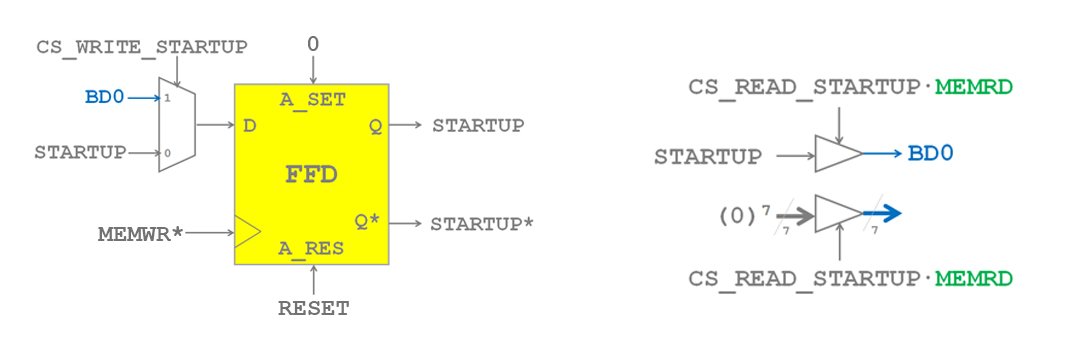 CS_WRITE_STARTUP
0
BD0
1
A_SET
D
Q
STARTUP
STARTUP
0
FFD
MEMWR*
Q*
STARTUP*
A_RES
RESET
CS_READ_STARTUP·MEMRD
STARTUP
BD0
(0)⁷
7
7
CS_READ_STARTUP·MEMRD